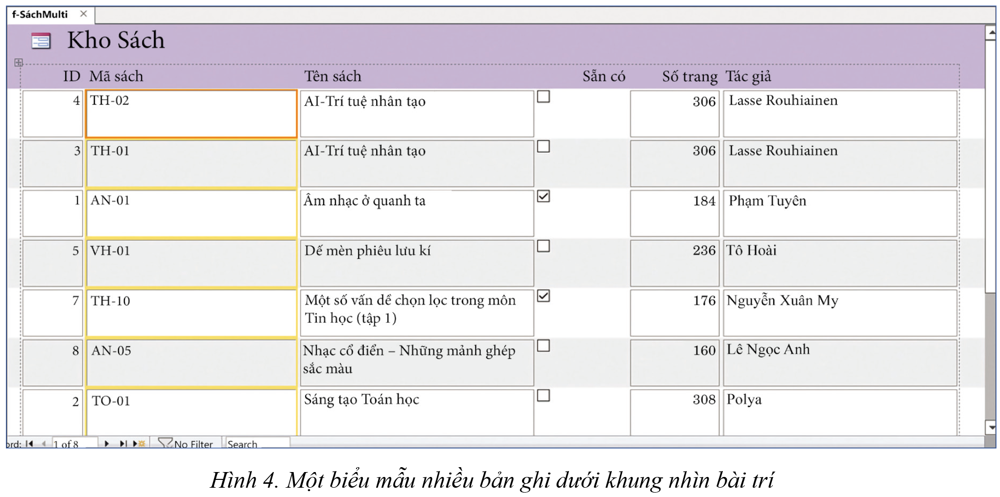 f-SáchMulti
Kho Sách
ID Mã sách Tên sách Sẵn có Số trang Tác giả
4 TH-02 AI-Trí tuệ nhân tạo 306 Lasse Rouhiainen
3 TH-01 AI-Trí tuệ nhân tạo 306 Lasse Rouhiainen
1 AN-01 Âm nhạc ở quanh ta 184 Phạm Tuyên
5 VH-01 Dế mèn phiêu lưu kí 236 Tô Hoài
7 TH-10 Một số vấn dề chọn lọc trong môn 176 Nguyễn Xuân My
Tin học (tập 1)
8 AN-05 Nhạc cổ điển – Những mảnh ghép 160 Lê Ngọc Anh
sắc màu
2 TO-01 Sáng tạo Toán học 308 Polya
ord: 1 of 8 No Filter Search
Hình 4. Một biểu mẫu nhiều bản ghi dưới khung nhìn bài trí